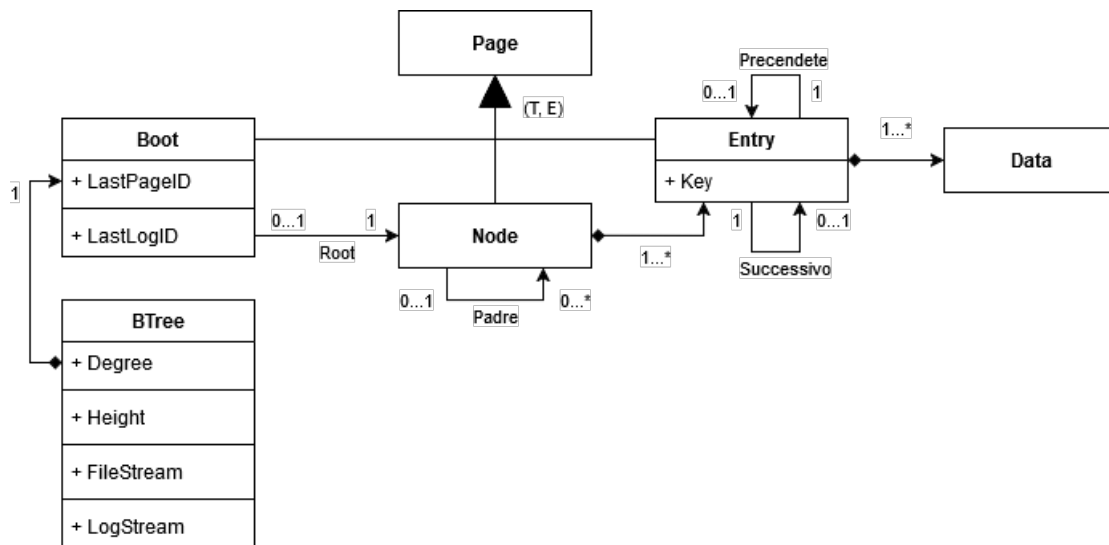 Page
(T, E)
Precendete
0...1
1
1...*
Boot
+ LastPageID
+ LastLogID
Entry
+ Key
Data
1
0...1
1
Root
Node
1...*
1
0...1
Successivo
0...1
0...*
Padre
BTree
+ Degree
+ Height
+ FileStream
+ LogStream